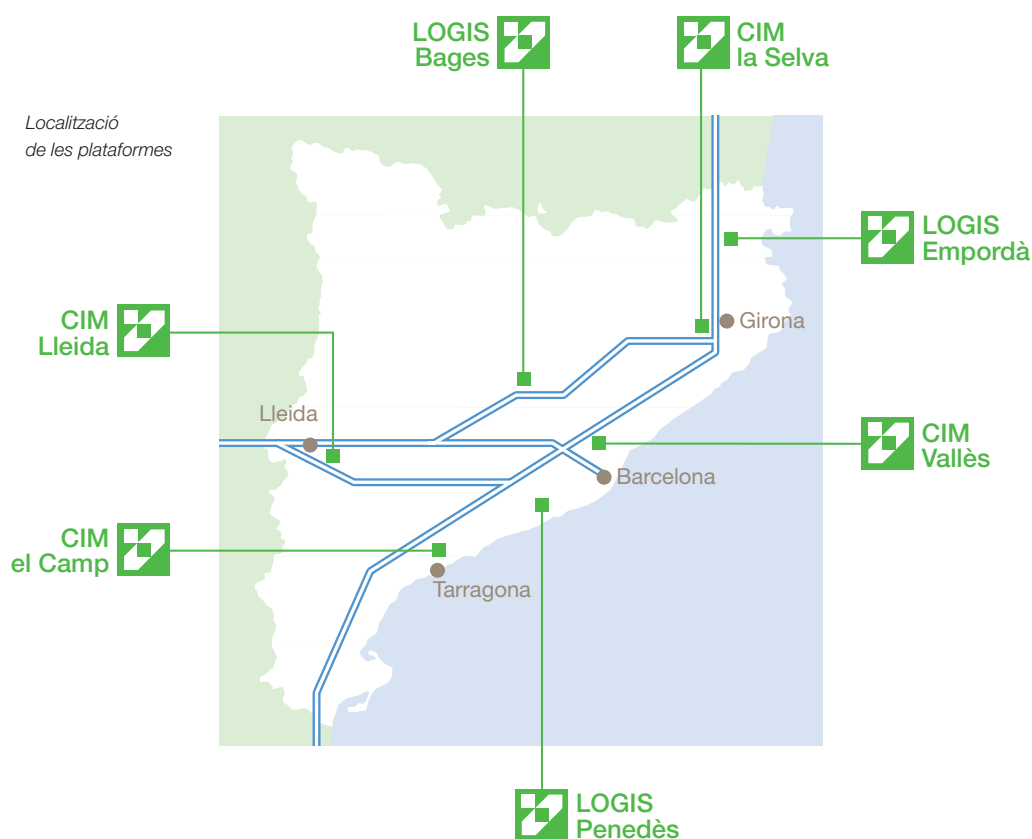 LOGIS
Bages
CIM
la Selva
Localització
de les plataformes
LOGIS
Empordà
CIM
Lleida
Girona
Lleida
CIM
Vallès
Barcelona
CIM
el Camp
Tarragona
LOGIS
Penedès